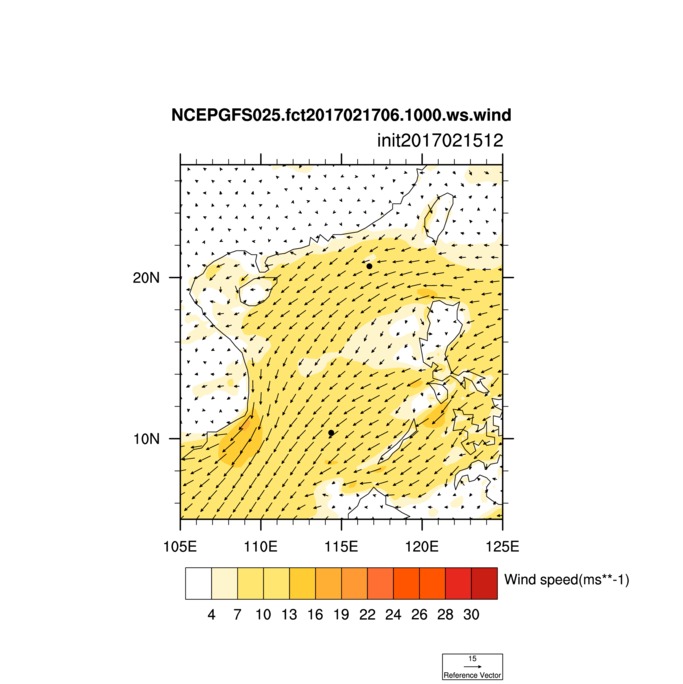 NCEPGFS025.fct2017021706.1000.ws.wind
init2017021512
20N
10N
105E 110E 115E 120E 125E
Wind speed(ms**-1)
4 7 10 13 16 19 22 24 26 28 30
15
Reference Vector